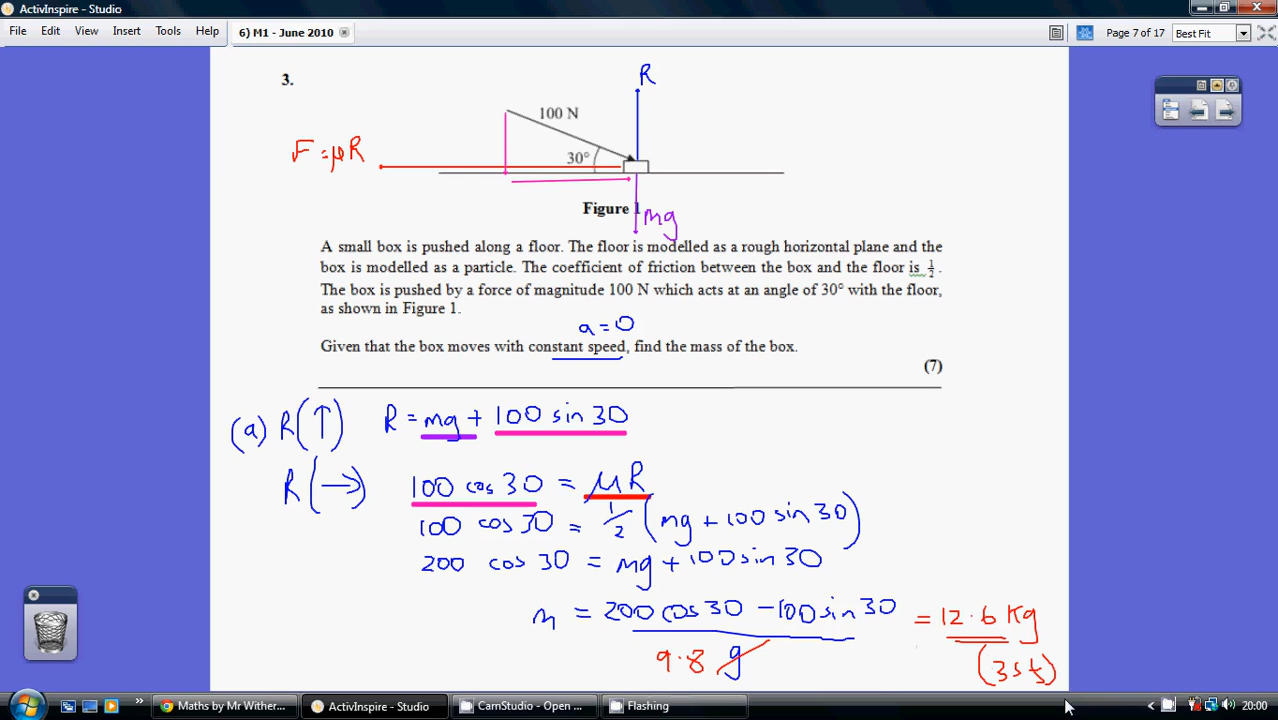 ActivInspire - Studio
File Edit View Insert Tools Help
6) M1 - June 2010
Page 7 of 17
Best Fit
3.
R
100 N
F = μR
30°
Figure 1
mg
A small box is pushed along a floor. The floor is modelled as a rough horizontal plane and the
box is modelled as a particle. The coefficient of friction between the box and the floor is 1/2 .
The box is pushed by a force of magnitude 100 N which acts at an angle of 30° with the floor,
as shown in Figure 1.
a = 0
Given that the box moves with constant speed, find the mass of the box.
(7)
(a) R(↑) R = mg + 100 sin 30
R(→) 100 cos 30 = μR
100 cos 30 = 1/2 (mg + 100 sin 30)
200 cos 30 = mg + 100 sin 30
m = 200 cos 30 - 100 sin 30 = 12.6 Kg
9.8 g (3sf)
Maths by Mr Wither...
ActivInspire - Studio
CamStudio - Open ...
Flashing
20:00